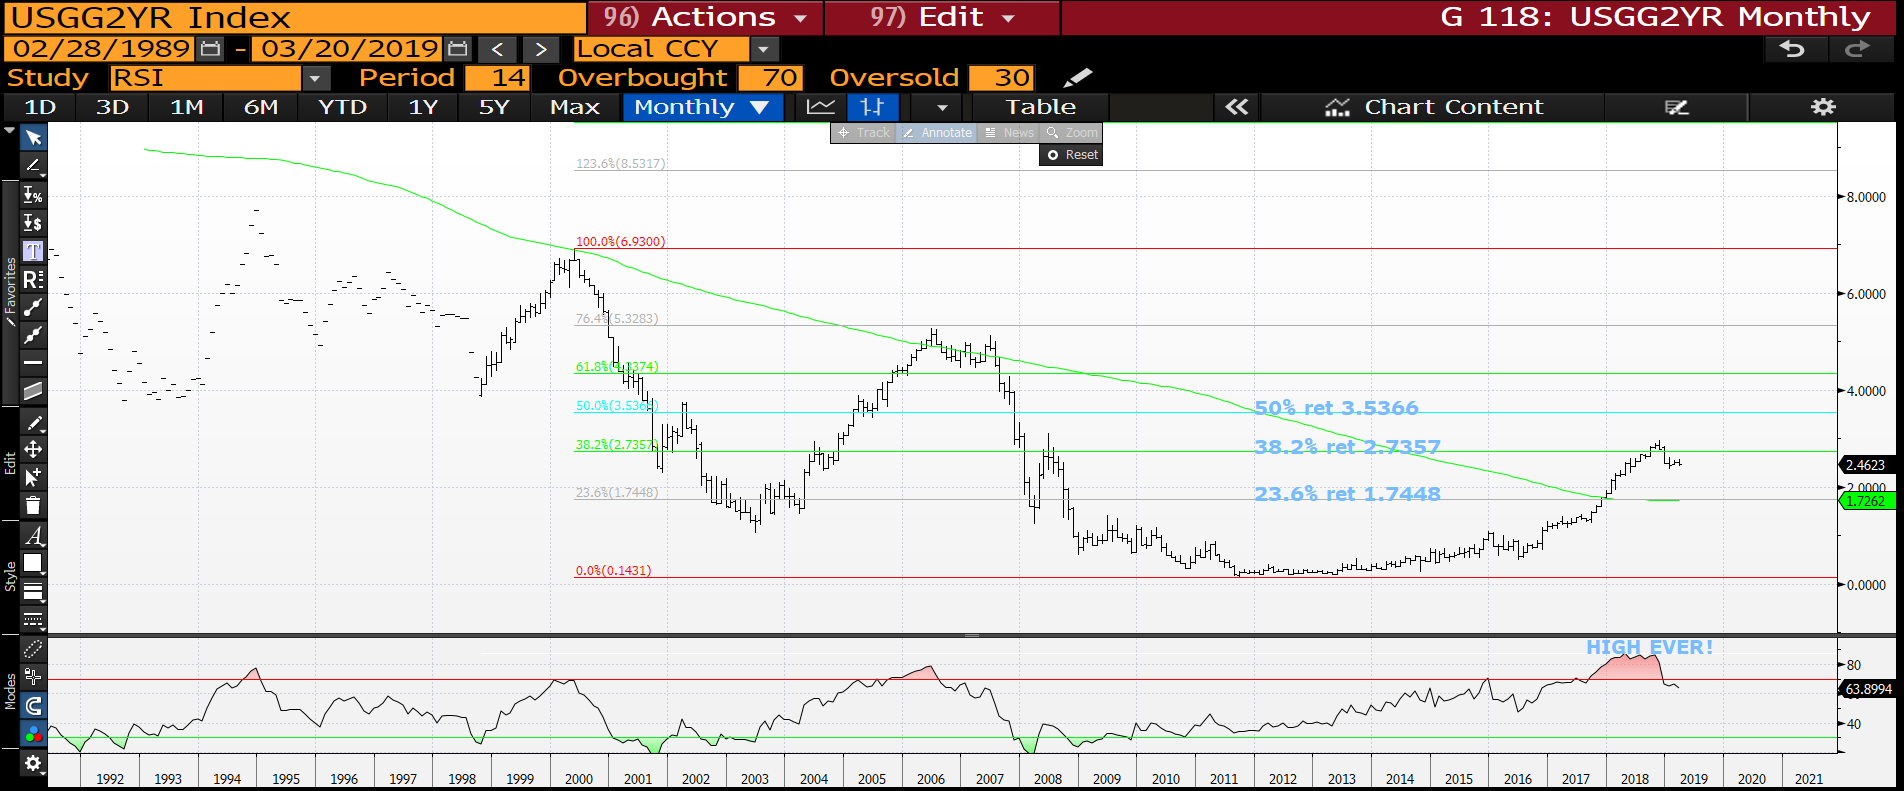 USGG2YR Index 96) Actions 97) Edit G 118: USGG2YR Monthly
02/28/1989 - 03/20/2019 < > Local CCY
Study RSI Period 14 Overbought 70 Oversold 30
1D 3D 1M 6M YTD 1Y 5Y Max Monthly ▼ Table « Chart Content
Track Annotate News Zoom
Reset
Favorites
Edit
Style
Modes
%
$
T
R
A
123.6%(8.5317)
100.0%(6.9300)
76.4%(5.3283)
61.8%(4.3374)
50.0%(3.5366)
38.2%(2.7357)
23.6%(1.7448)
0.0%(0.1431)
50% ret 3.5366
38.2% ret 2.7357
23.6% ret 1.7448
8.0000
6.0000
4.0000
2.4623
2.0000
1.7262
0.0000
HIGH EVER!
80
63.8994
40
1992 1993 1994 1995 1996 1997 1998 1999 2000 2001 2002 2003 2004 2005 2006 2007 2008 2009 2010 2011 2012 2013 2014 2015 2016 2017 2018 2019 2020 2021